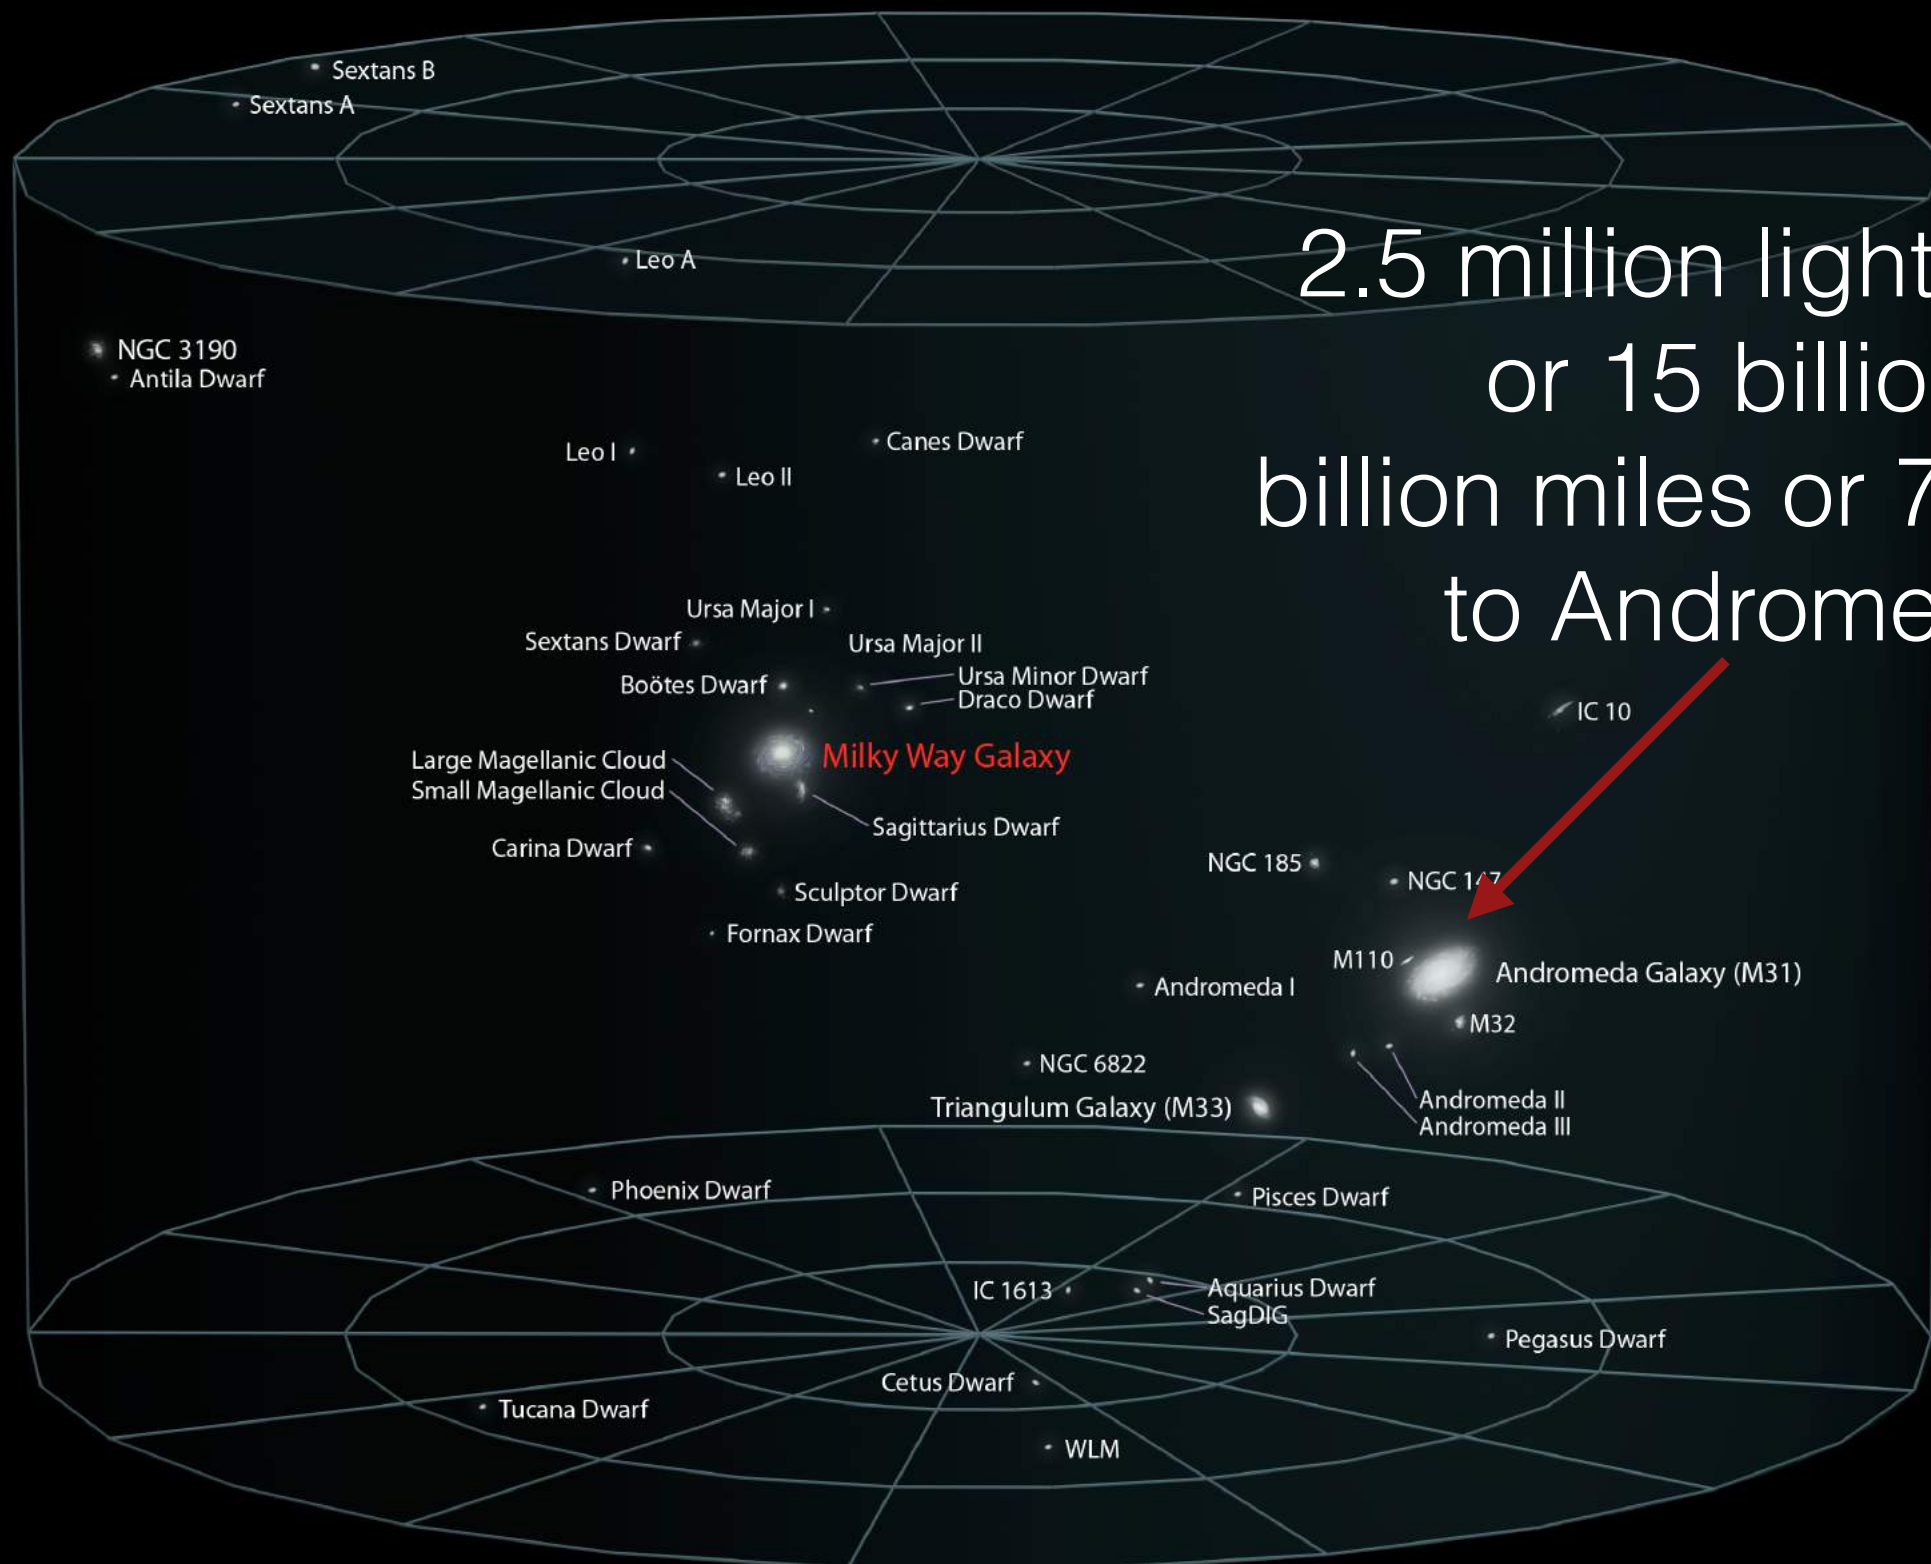 Sextans B
Sextans A
Leo A
2.5 million light
or 15 billio
billion miles or 7
to Androme
NGC 3190
Antila Dwarf
Canes Dwarf
Leo I
Leo II
Ursa Major I
Sextans Dwarf
Ursa Major II
Ursa Minor Dwarf
Boötes Dwarf
Draco Dwarf
IC 10
Milky Way Galaxy
Large Magellanic Cloud
Small Magellanic Cloud
Sagittarius Dwarf
Carina Dwarf
NGC 185
NGC 147
Sculptor Dwarf
Fornax Dwarf
M110
Andromeda Galaxy (M31)
Andromeda I
M32
NGC 6822
Triangulum Galaxy (M33)
Andromeda II
Andromeda III
Phoenix Dwarf
Pisces Dwarf
IC 1613
Aquarius Dwarf
SagDIG
Pegasus Dwarf
Cetus Dwarf
Tucana Dwarf
WLM